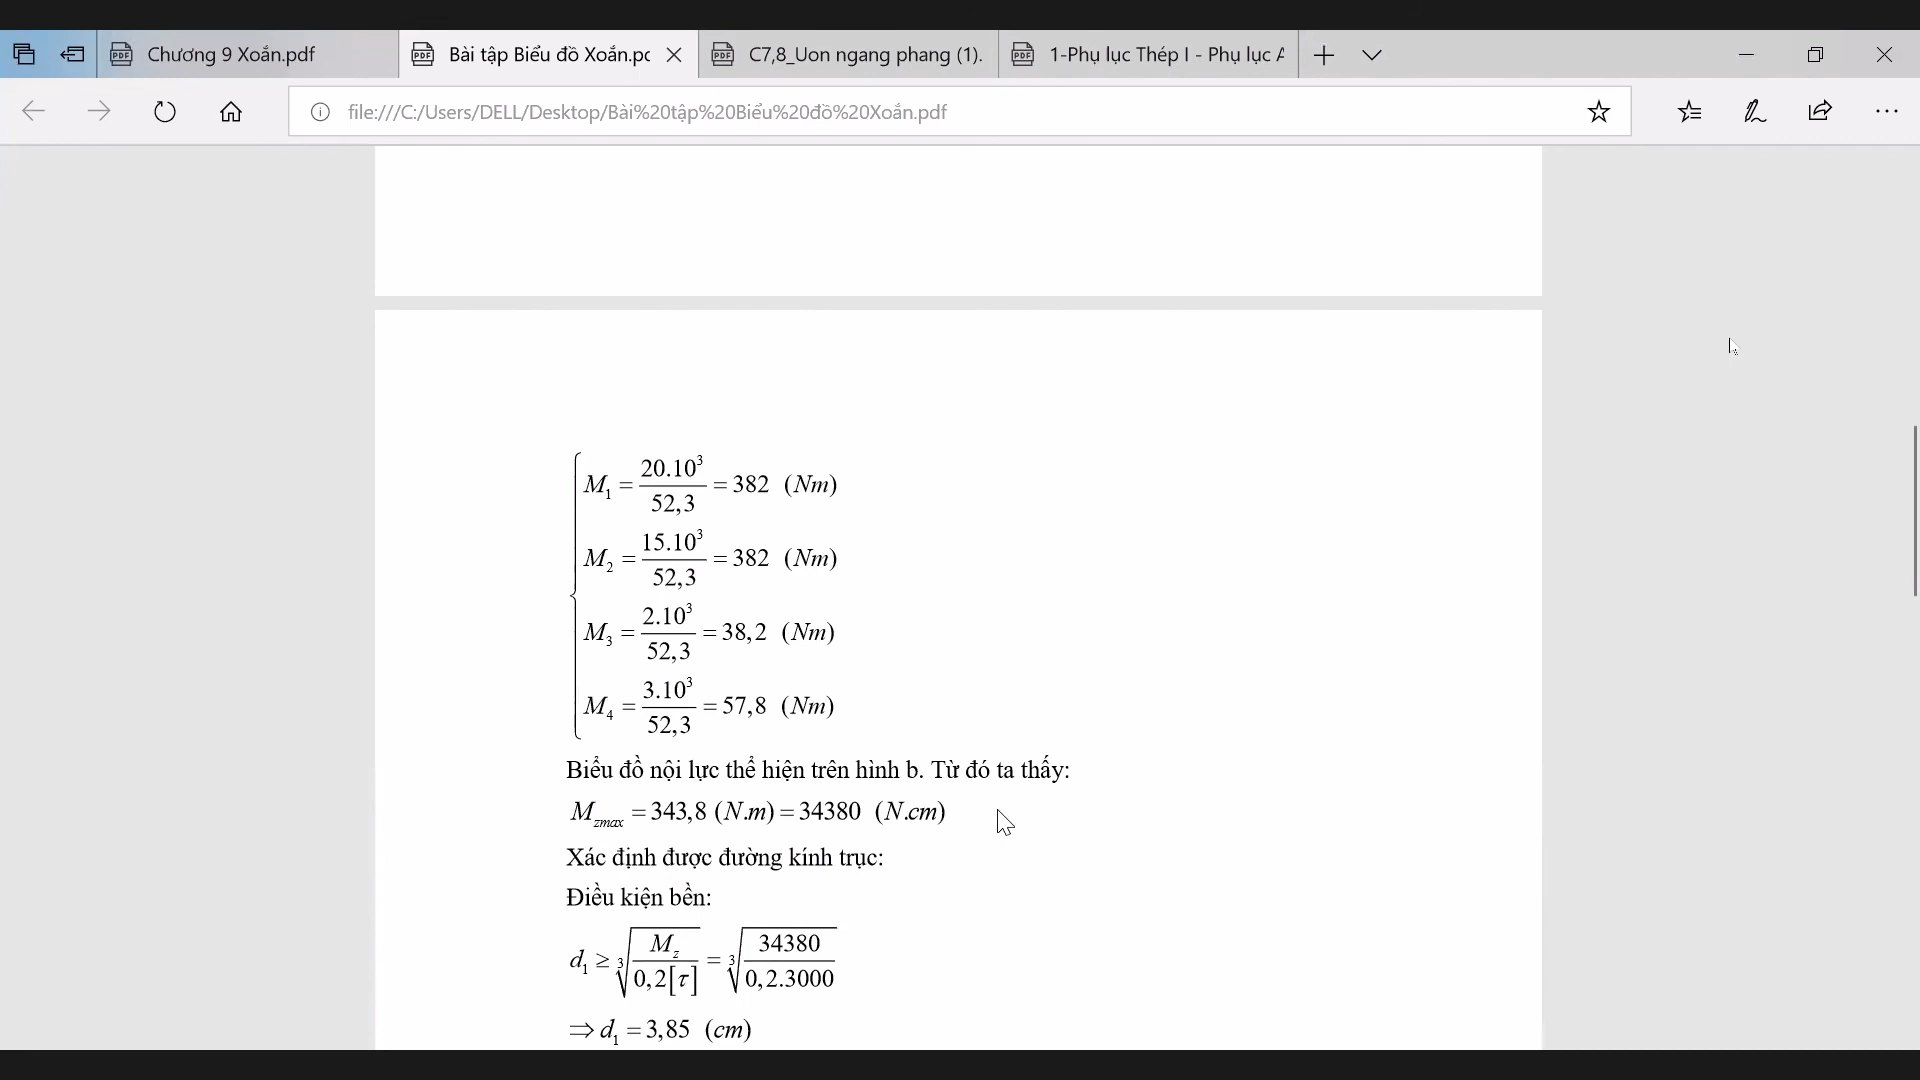 Chương 9 Xoắn.pdf
Bài tập Biểu đồ Xoắn.pd
C7,8_Uon ngang phang (1).
1-Phụ lục Thép I - Phụ lục A
file:///C:/Users/DELL/Desktop/Bài%20tập%20Biểu%20đồ%20Xoắn.pdf
M₁ = 20.10³/52,3 = 382 (Nm)
M₂ = 15.10³/52,3 = 382 (Nm)
M₃ = 2.10³/52,3 = 38,2 (Nm)
M₄ = 3.10³/52,3 = 57,8 (Nm)
Biểu đồ nội lực thể hiện trên hình b. Từ đó ta thấy:
M_zmax = 343,8 (N.m) = 34380 (N.cm)
Xác định được đường kính trục:
Điều kiện bền:
d₁ ≥ ∛(M_z/0,2[τ]) = ∛(34380/0,2.3000)
⇒ d₁ = 3,85 (cm)